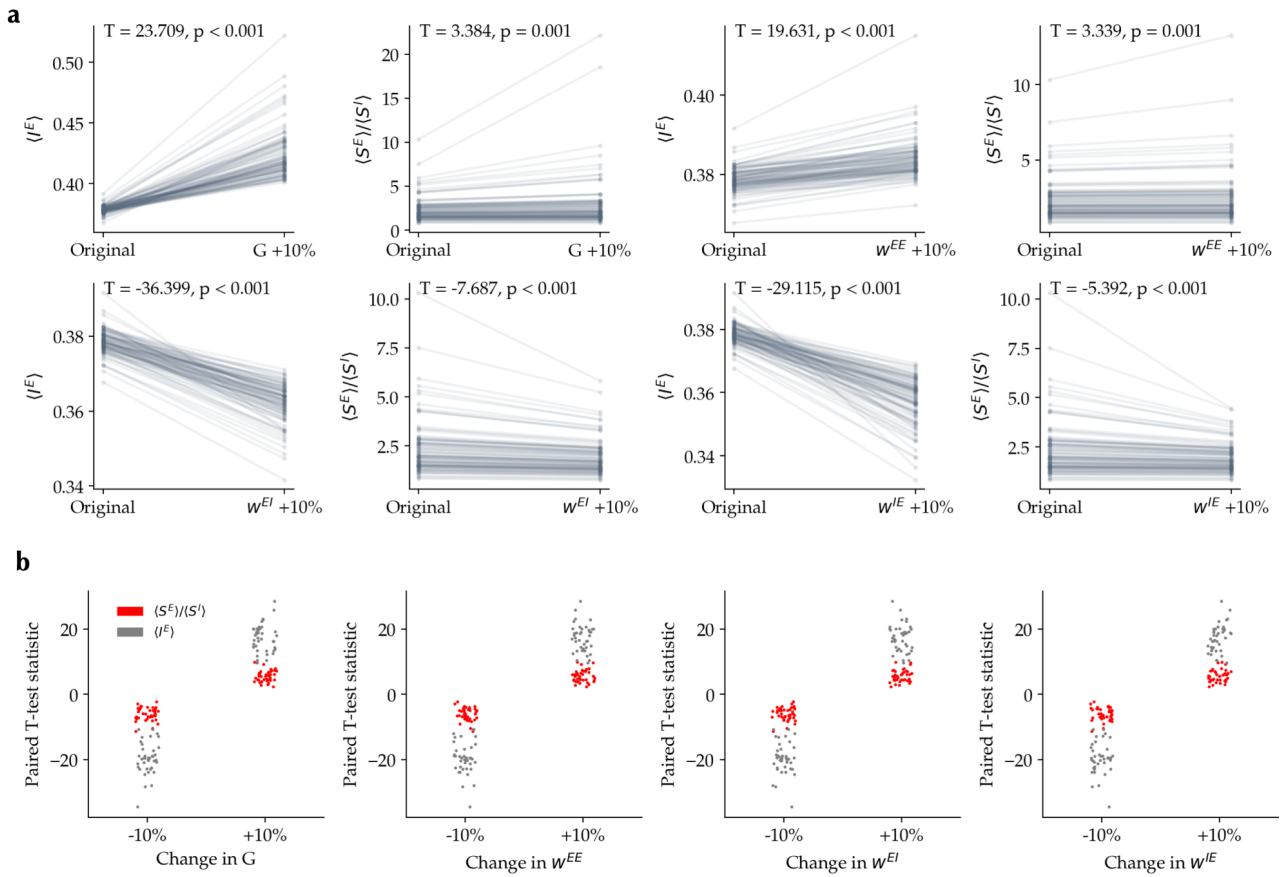 a
T = 23.709, p < 0.001
T = 3.384, p = 0.001
T = 19.631, p < 0.001
T = 3.339, p = 0.001
⟨I^E⟩
0.50
0.45
0.40
Original
G +10%
⟨S^E⟩/⟨S^I⟩
20
15
10
5
0
Original
G +10%
⟨I^E⟩
0.40
0.38
Original
w^EE +10%
⟨S^E⟩/⟨S^I⟩
10
5
Original
w^EE +10%
T = -36.399, p < 0.001
T = -7.687, p < 0.001
T = -29.115, p < 0.001
T = -5.392, p < 0.001
⟨I^E⟩
0.38
0.36
0.34
Original
w^EI +10%
⟨S^E⟩/⟨S^I⟩
10.0
7.5
5.0
2.5
Original
w^EI +10%
⟨I^E⟩
0.38
0.36
0.34
Original
w^IE +10%
⟨S^E⟩/⟨S^I⟩
10.0
7.5
5.0
2.5
Original
w^IE +10%
b
⟨S^E⟩/⟨S^I⟩
⟨I^E⟩
Paired T-test statistic
20
0
−20
-10%
+10%
Change in G
Paired T-test statistic
20
0
−20
-10%
+10%
Change in w^EE
Paired T-test statistic
20
0
−20
-10%
+10%
Change in w^EI
Paired T-test statistic
20
0
−20
-10%
+10%
Change in w^IE